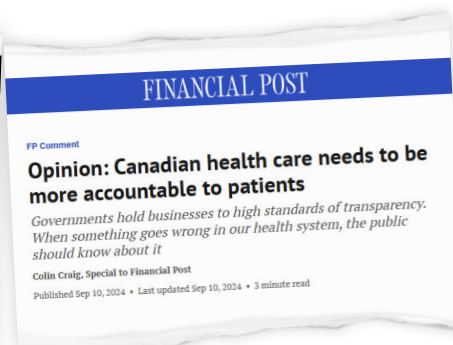 FINANCIAL POST
FP Comment
Opinion: Canadian health care needs to be
more accountable to patients
Governments hold businesses to high standards of transparency.
When something goes wrong in our health system, the public
should know about it
Colin Craig, Special to Financial Post
Published Sep 10, 2024 • Last updated Sep 10, 2024 • 3 minute read